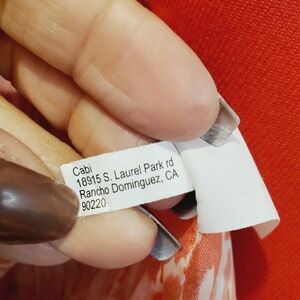 Cabi
18915 S. Laurel Park rd
Rancho Dominguez, CA
90220